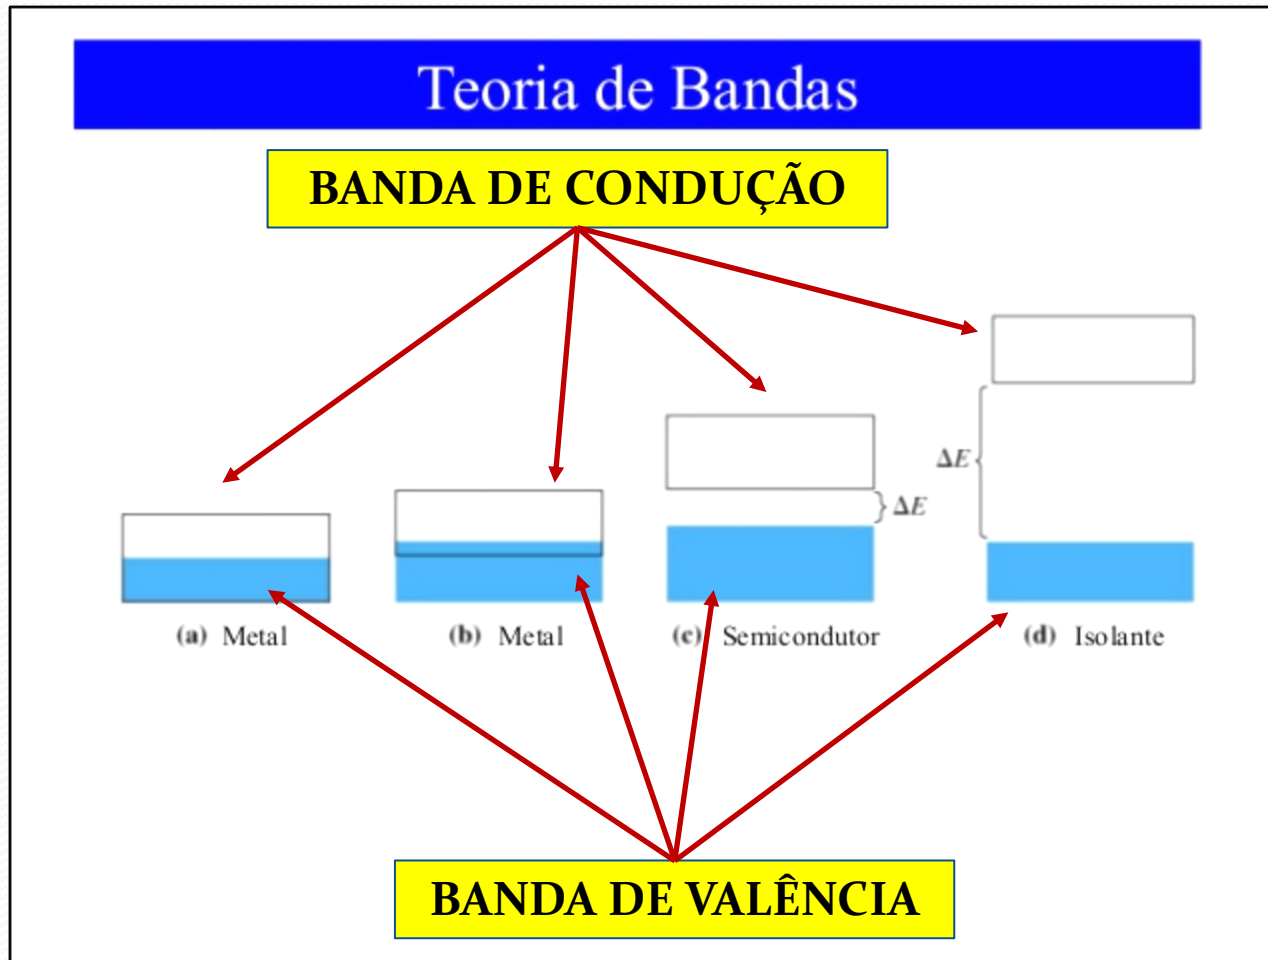 Teoria de Bandas
BANDA DE CONDUÇÃO
ΔE
ΔE
(a) Metal
(b) Metal
(c) Semicondutor
(d) Isolante
BANDA DE VALÊNCIA